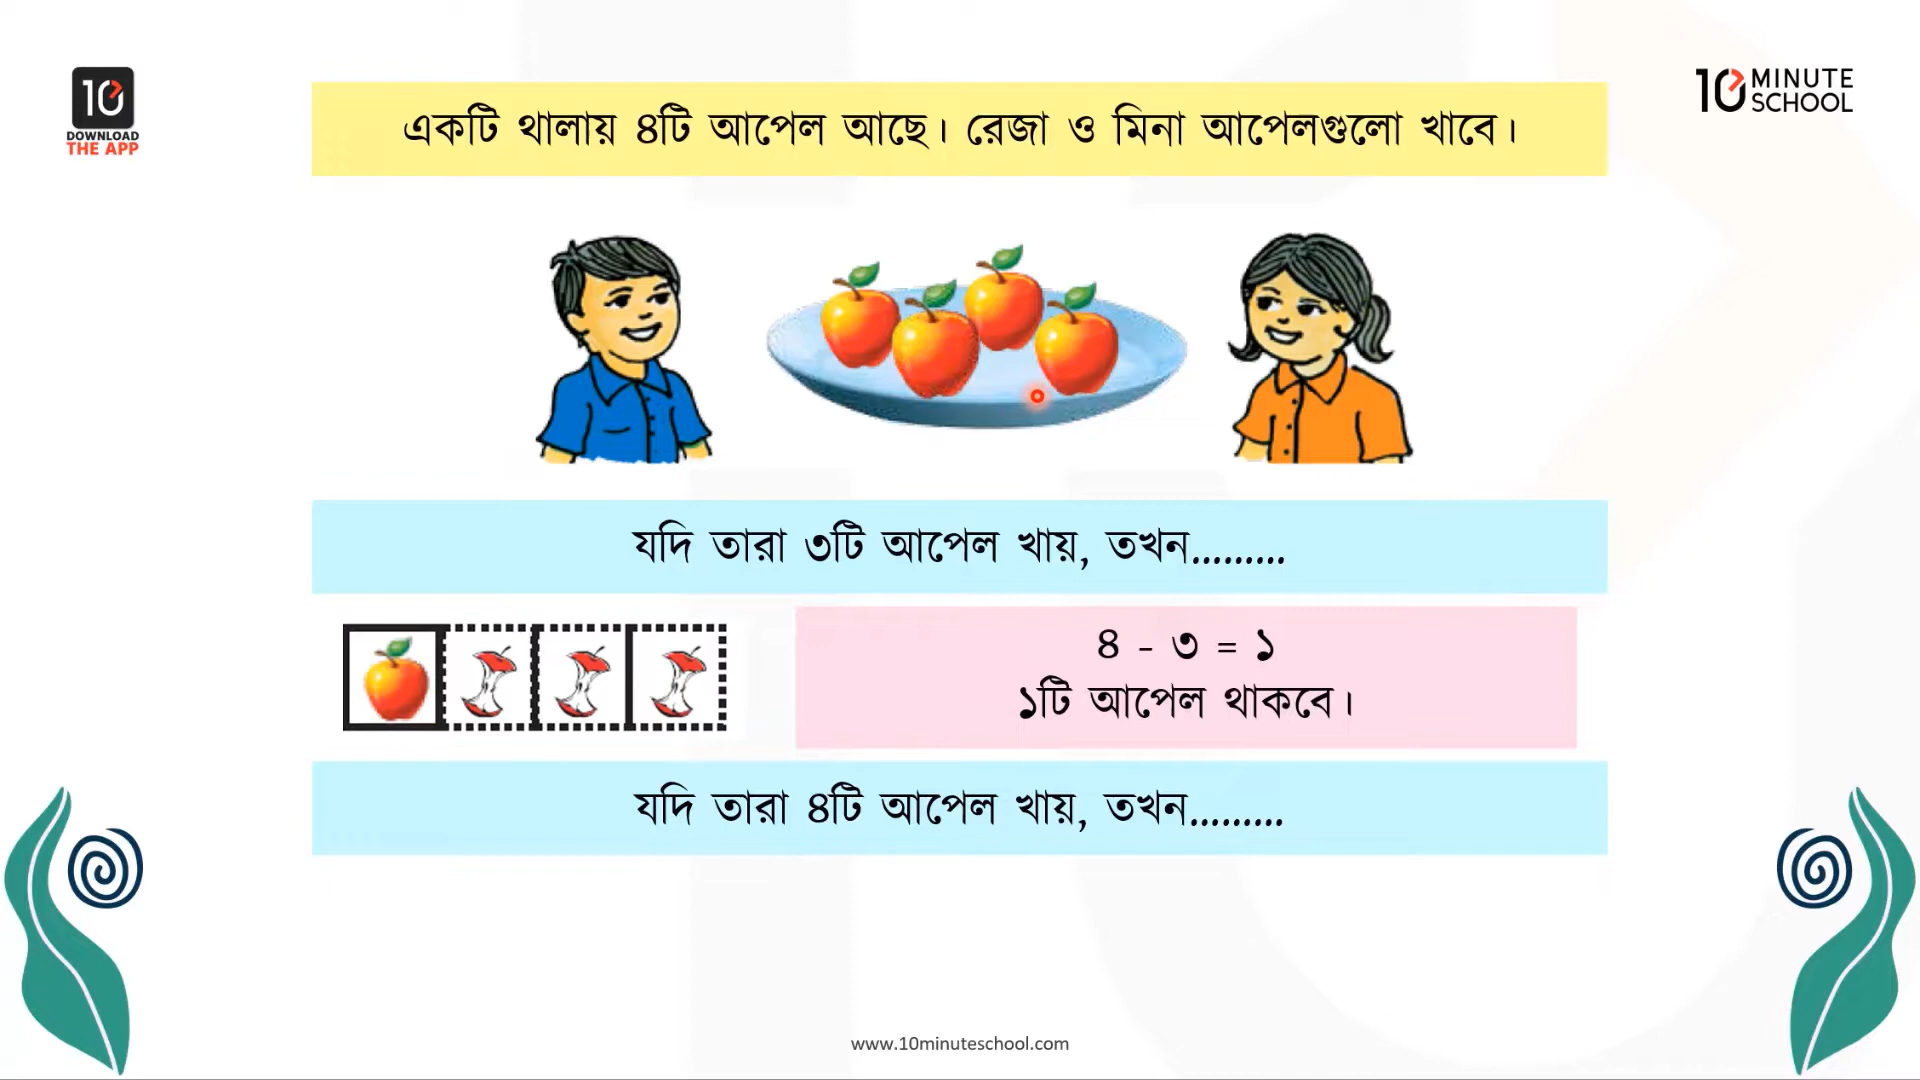 10
DOWNLOAD
THE APP
10 MINUTE
SCHOOL
একটি থালায় ৪টি আপেল আছে। রেজা ও মিনা আপেলগুলো খাবে।
যদি তারা ৩টি আপেল খায়, তখন.........
৪ - ৩ = ১
১টি আপেল থাকবে।
যদি তারা ৪টি আপেল খায়, তখন.........
www.10minuteschool.com